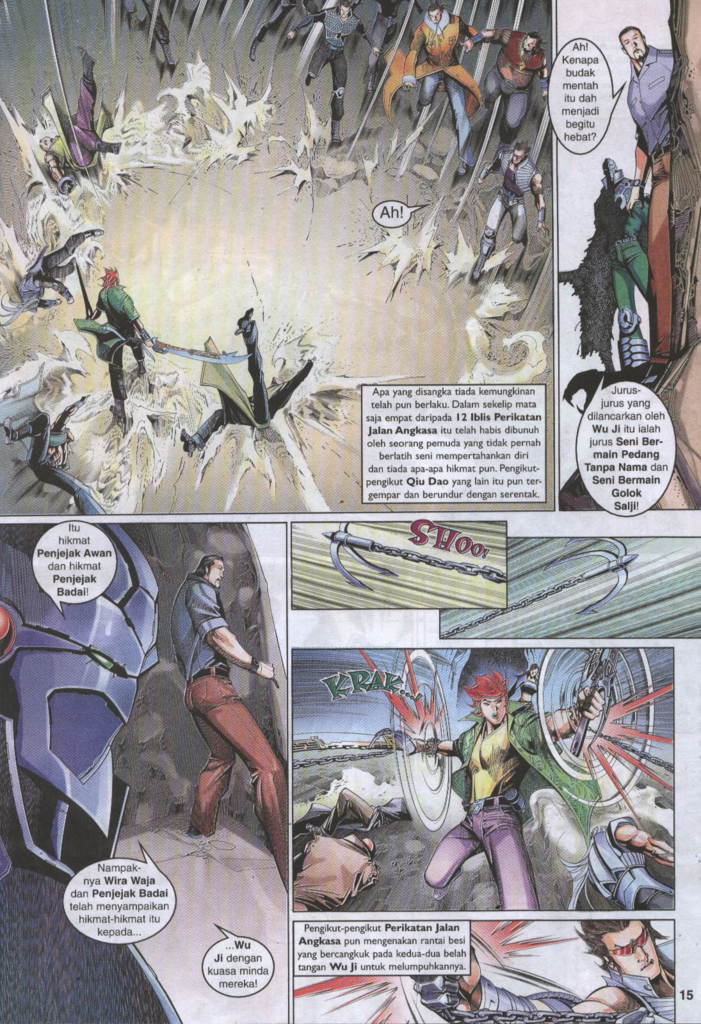 Ah!
Kenapa
budak
mentah
itu dah
menjadi
begitu
hebat?
Ah!
Apa yang disangka tiada kemungkinan
telah pun berlaku. Dalam sekelip mata
saja empat daripada 12 Iblis Perikatan
Jalan Angkasa itu telah habis dibunuh
oleh seorang pemuda yang tidak pernah
berlatih seni mempertahankan diri
dan tiada apa-apa hikmat pun. Pengikut-
pengikut Qiu Dao yang lain itu pun ter-
gempar dan berundur dengan serentak.
Jurus-
jurus yang
dilancarkan oleh
Wu Ji itu ialah
jurus Seni Ber-
main Pedang
Tanpa Nama dan
Seni Bermain
Golok
Salji!
Itu
hikmat
Penjejak Awan
dan hikmat
Penjejak
Badai!
SHOO!
KRAK...
Nampak-
nya Wira Waja
dan Penjejak Badai
telah menyampaikan
hikmat-hikmat itu
kepada...
...Wu
Ji dengan
kuasa minda
mereka!
Pengikut-pengikut Perikatan Jalan
Angkasa pun mengenakan rantai besi
yang bercangkuk pada kedua-dua belah
tangan Wu Ji untuk melumpuhkannya.
15